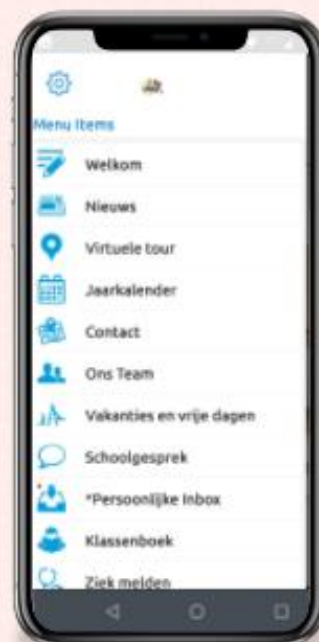 Menu Items
Welkom
Nieuws
Virtuele tour
Jaarkalender
Contact
Ons Team
Vakanties en vrije dagen
Schoolgesprek
*Persoonlijke Inbox
Klassenboek
Ziek melden